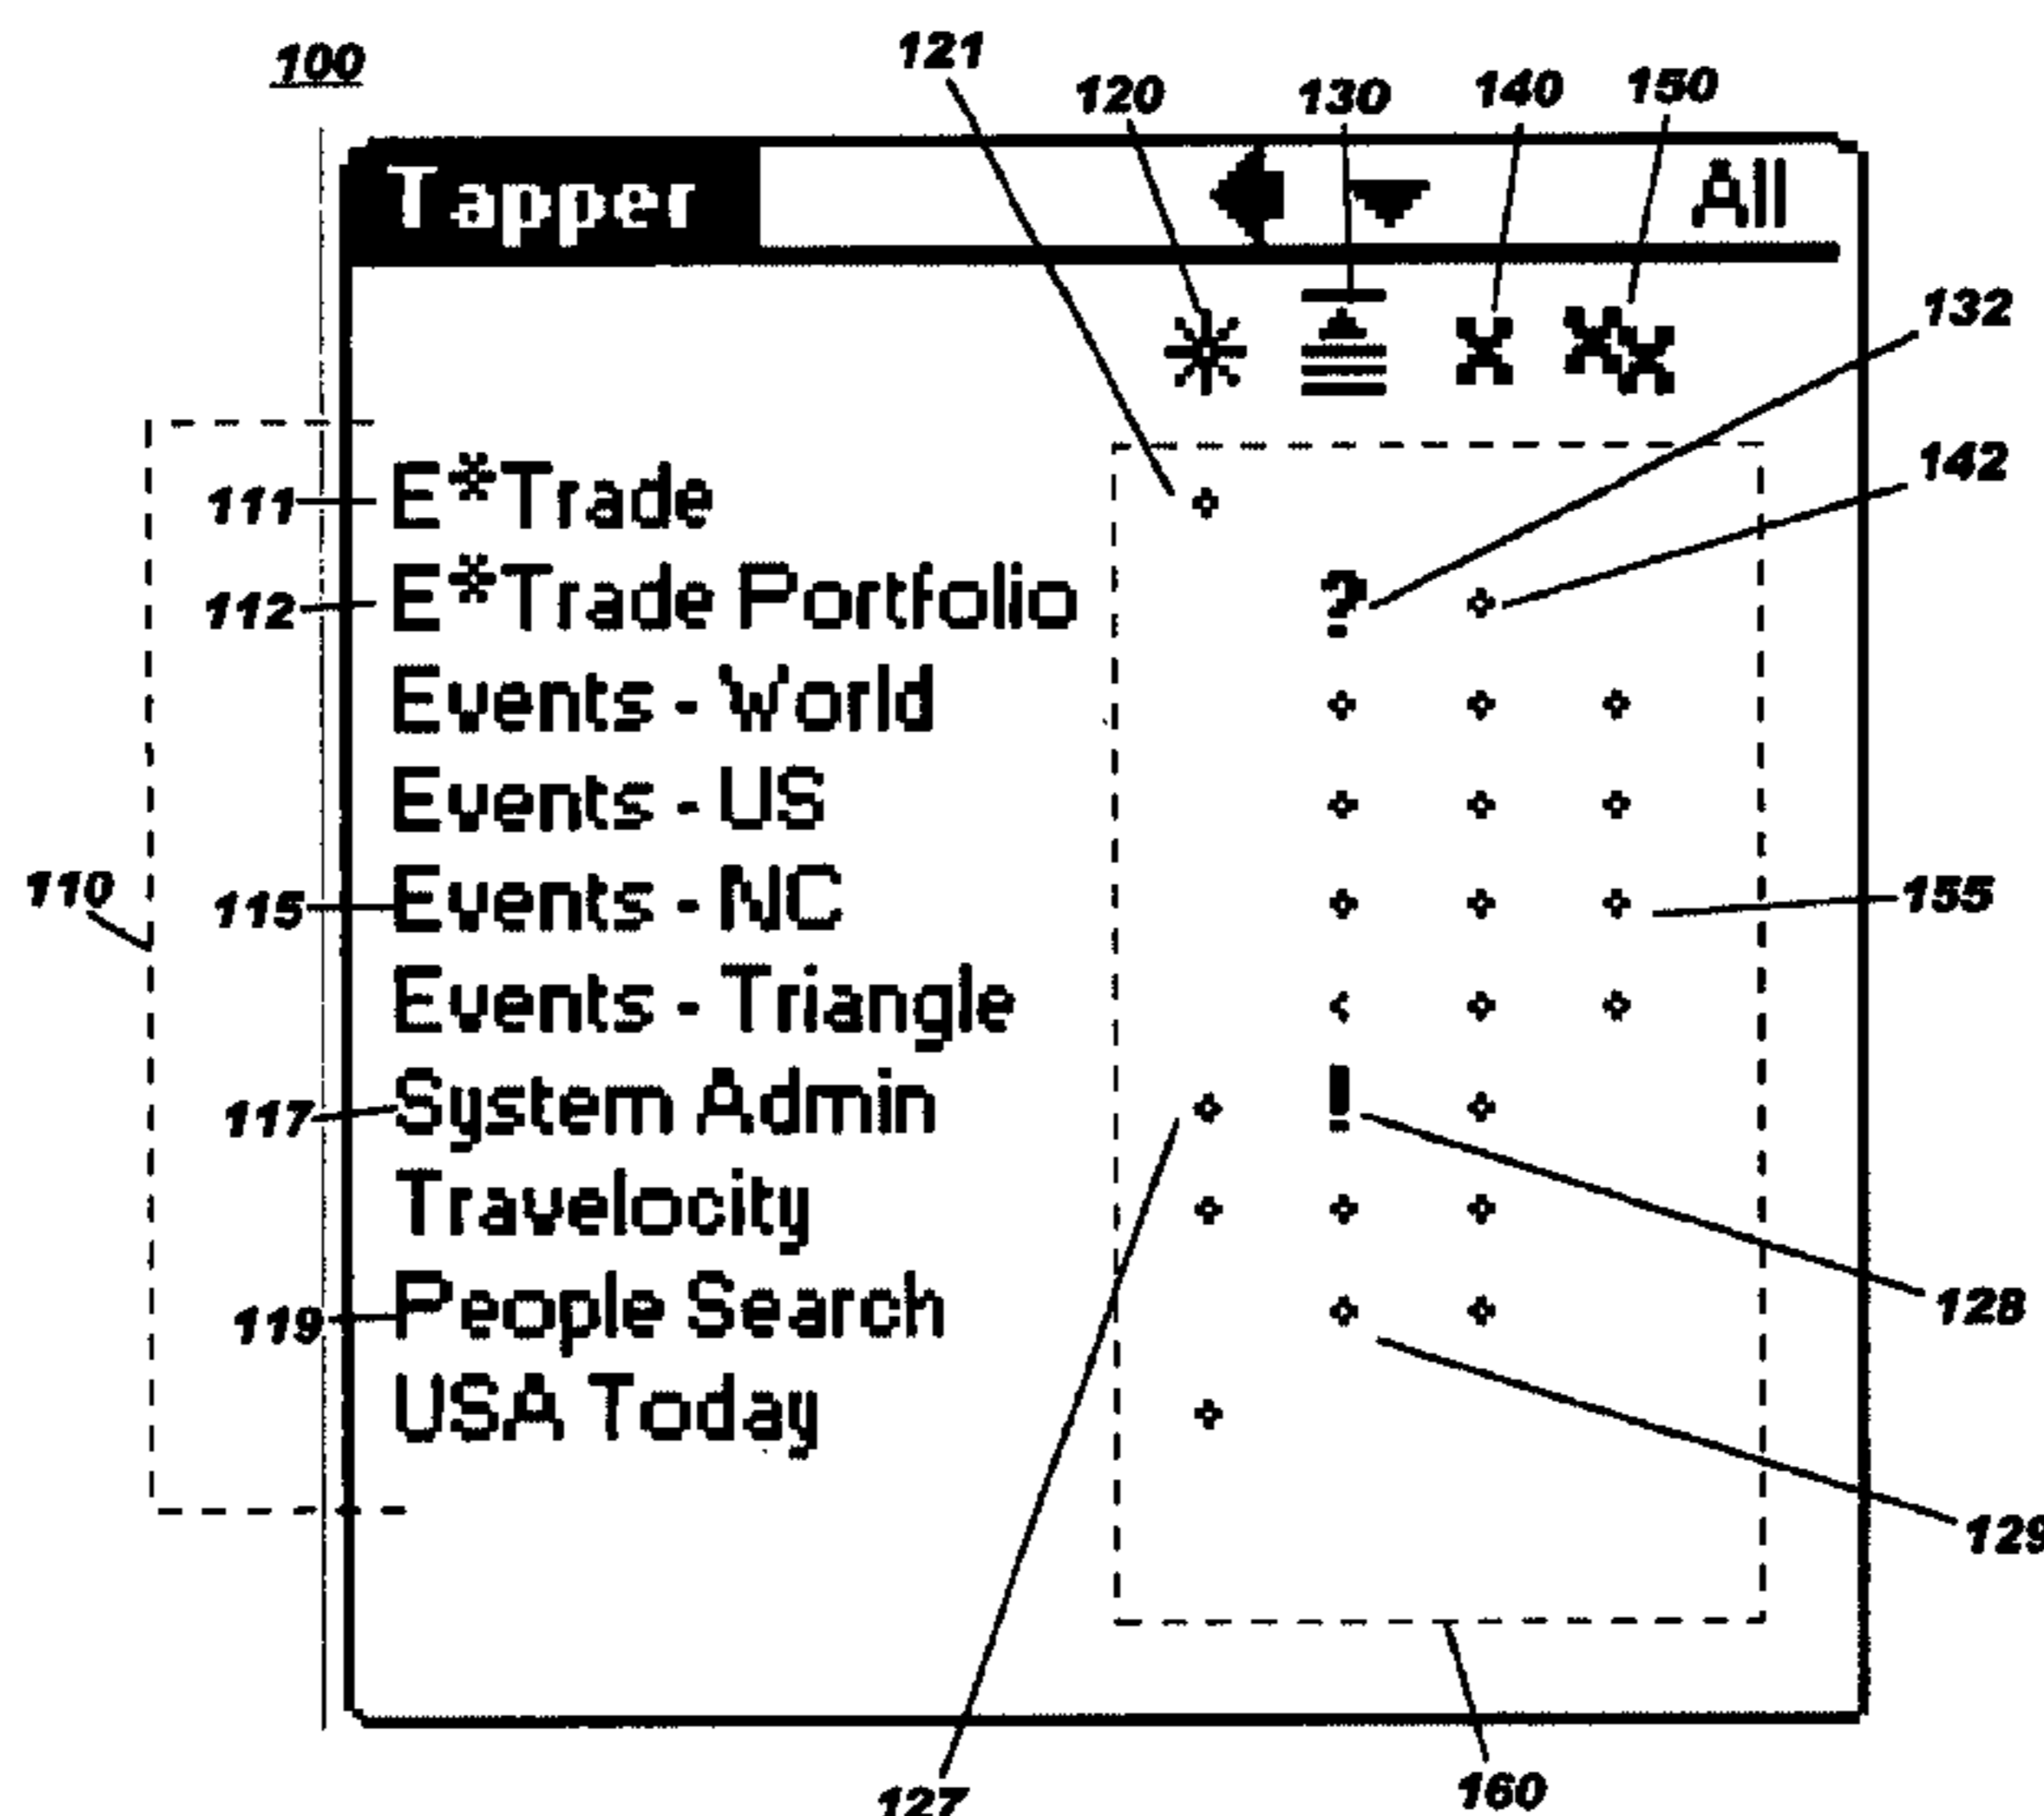 100
121
120
130
140
150
Tapper
All
132
111
E*Trade
142
112
E*Trade Portfolio
?
Events - World
Events - US
110
115
Events - NC
155
Events - Triangle
117
System Admin
!
Travelocity
128
119
People Search
USA Today
129
127
160